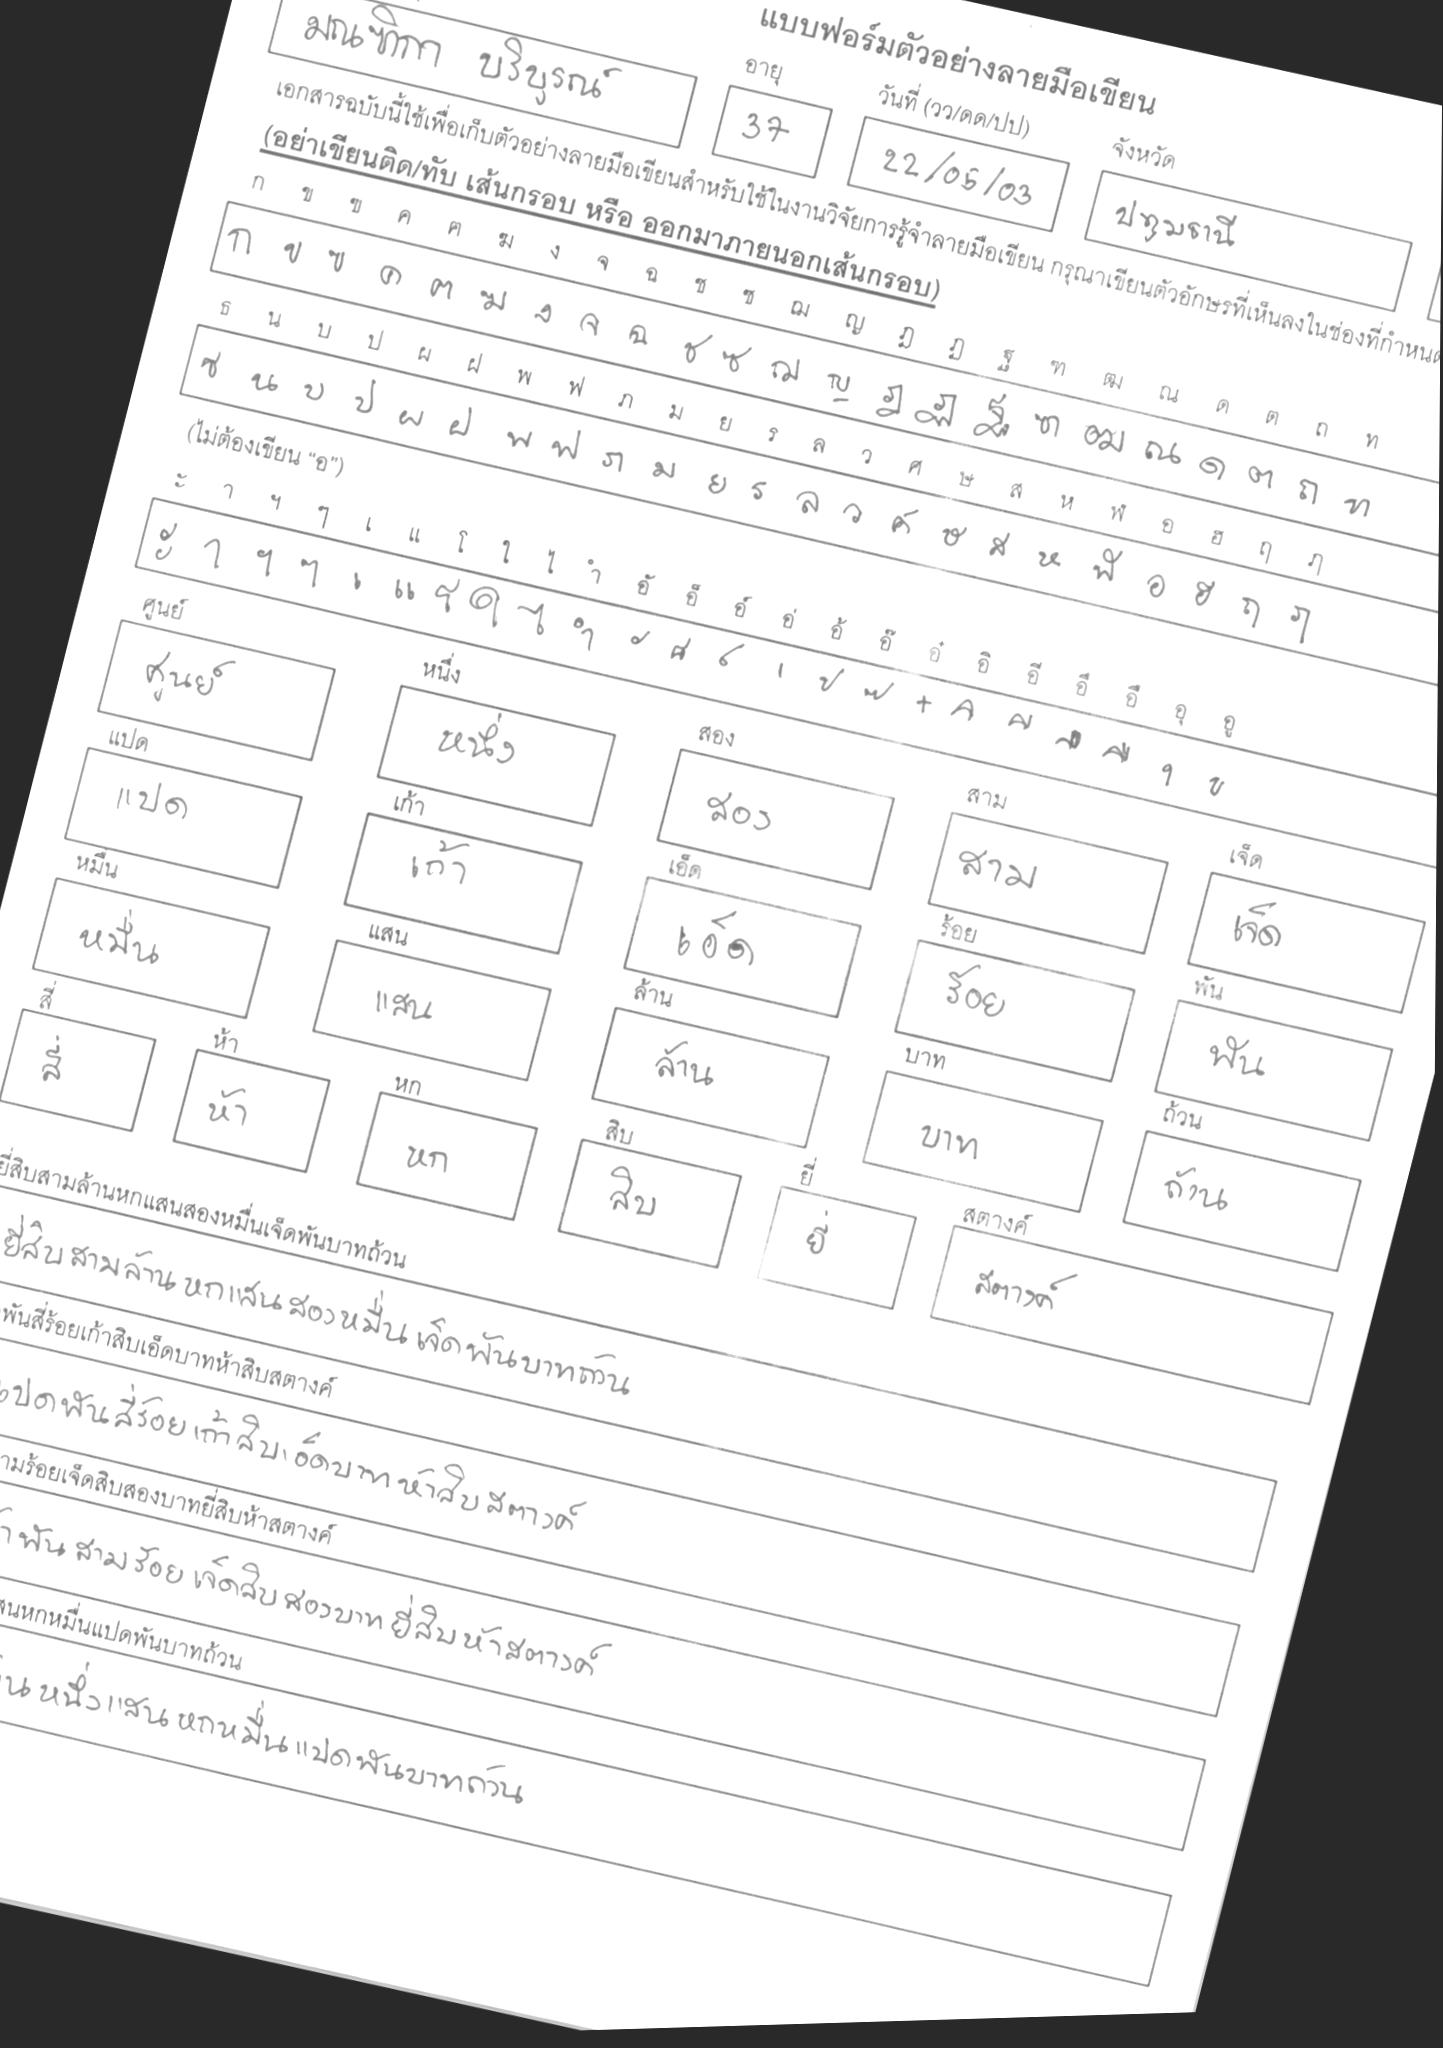 แบบฟอร์มตัวอย่างลายมือเขียน
อายุ วันที่ (วว/ดด/ปป) จังหวัด
มณฑิกา บริบูรณ์ 37 22/05/03 ปทุมธานี
เอกสารฉบับนี้ใช้เพื่อเก็บตัวอย่างลายมือเขียนสำหรับใช้ในงานวิจัยการรู้จำลายมือเขียน กรุณาเขียนตัวอักษรที่เห็นลงในช่องที่กำหนด
(อย่าเขียนติด/ทับ เส้นกรอบ หรือ ออกมาภายนอกเส้นกรอบ)
ก ข ฃ ค ฅ ฆ ง จ ฉ ช ซ ฌ ญ ฎ ฏ ฐ ฑ ฒ ณ ด ต ถ ท
ก ข ฃ ค ฅ ฆ ง จ ฉ ช ซ ฌ ญ ฎ ฏ ฐ ฑ ฒ ณ ด ต ถ ท
ธ น บ ป ผ ฝ พ ฟ ภ ม ย ร ล ว ศ ษ ส ห ฬ อ ฮ ฤ ฦ
ธ น บ ป ผ ฝ พ ฟ ภ ม ย ร ล ว ศ ษ ส ห ฬ อ ฮ ฤ ฦ
(ไม่ต้องเขียน “อ”)
ะ า ฯ ๆ เ แ โ ใ ไ ำ อั อ็ อ์ อ่ อ้ อ๊ อ๋ อิ อี อึ อื อุ อู
ะ า ฯ ๆ เ แ โ ใ ไ ำ ั ็ ์ ่ ้ ๊ ๋ ิ ี ึ ื ุ ู
ศูนย์ หนึ่ง สอง สาม เจ็ด
ศูนย์ หนึ่ง สอง สาม เจ็ด
แปด เก้า เอ็ด ร้อย พัน
แปด เก้า เอ็ด ร้อย พัน
หมื่น แสน ล้าน บาท ถ้วน
หมื่น แสน ล้าน บาท ถ้วน
สี่ ห้า หก สิบ ยี่ สตางค์
สี่ ห้า หก สิบ ยี่ สตางค์
ยี่สิบสามล้านหกแสนสองหมื่นเจ็ดพันบาทถ้วน
ยี่สิบสามล้าน หกแสน สองหมื่น เจ็ดพันบาทถ้วน
พันสี่ร้อยเก้าสิบเอ็ดบาทห้าสิบสตางค์
แปดพัน สี่ร้อย เก้าสิบเอ็ดบาท ห้าสิบ สตางค์
ามร้อยเจ็ดสิบสองบาทยี่สิบห้าสตางค์
พัน สามร้อย เจ็ดสิบสองบาท ยี่สิบ ห้าสตางค์
สนหกหมื่นแปดพันบาทถ้วน
หนึ่งแสน หกหมื่น แปดพันบาทถ้วน